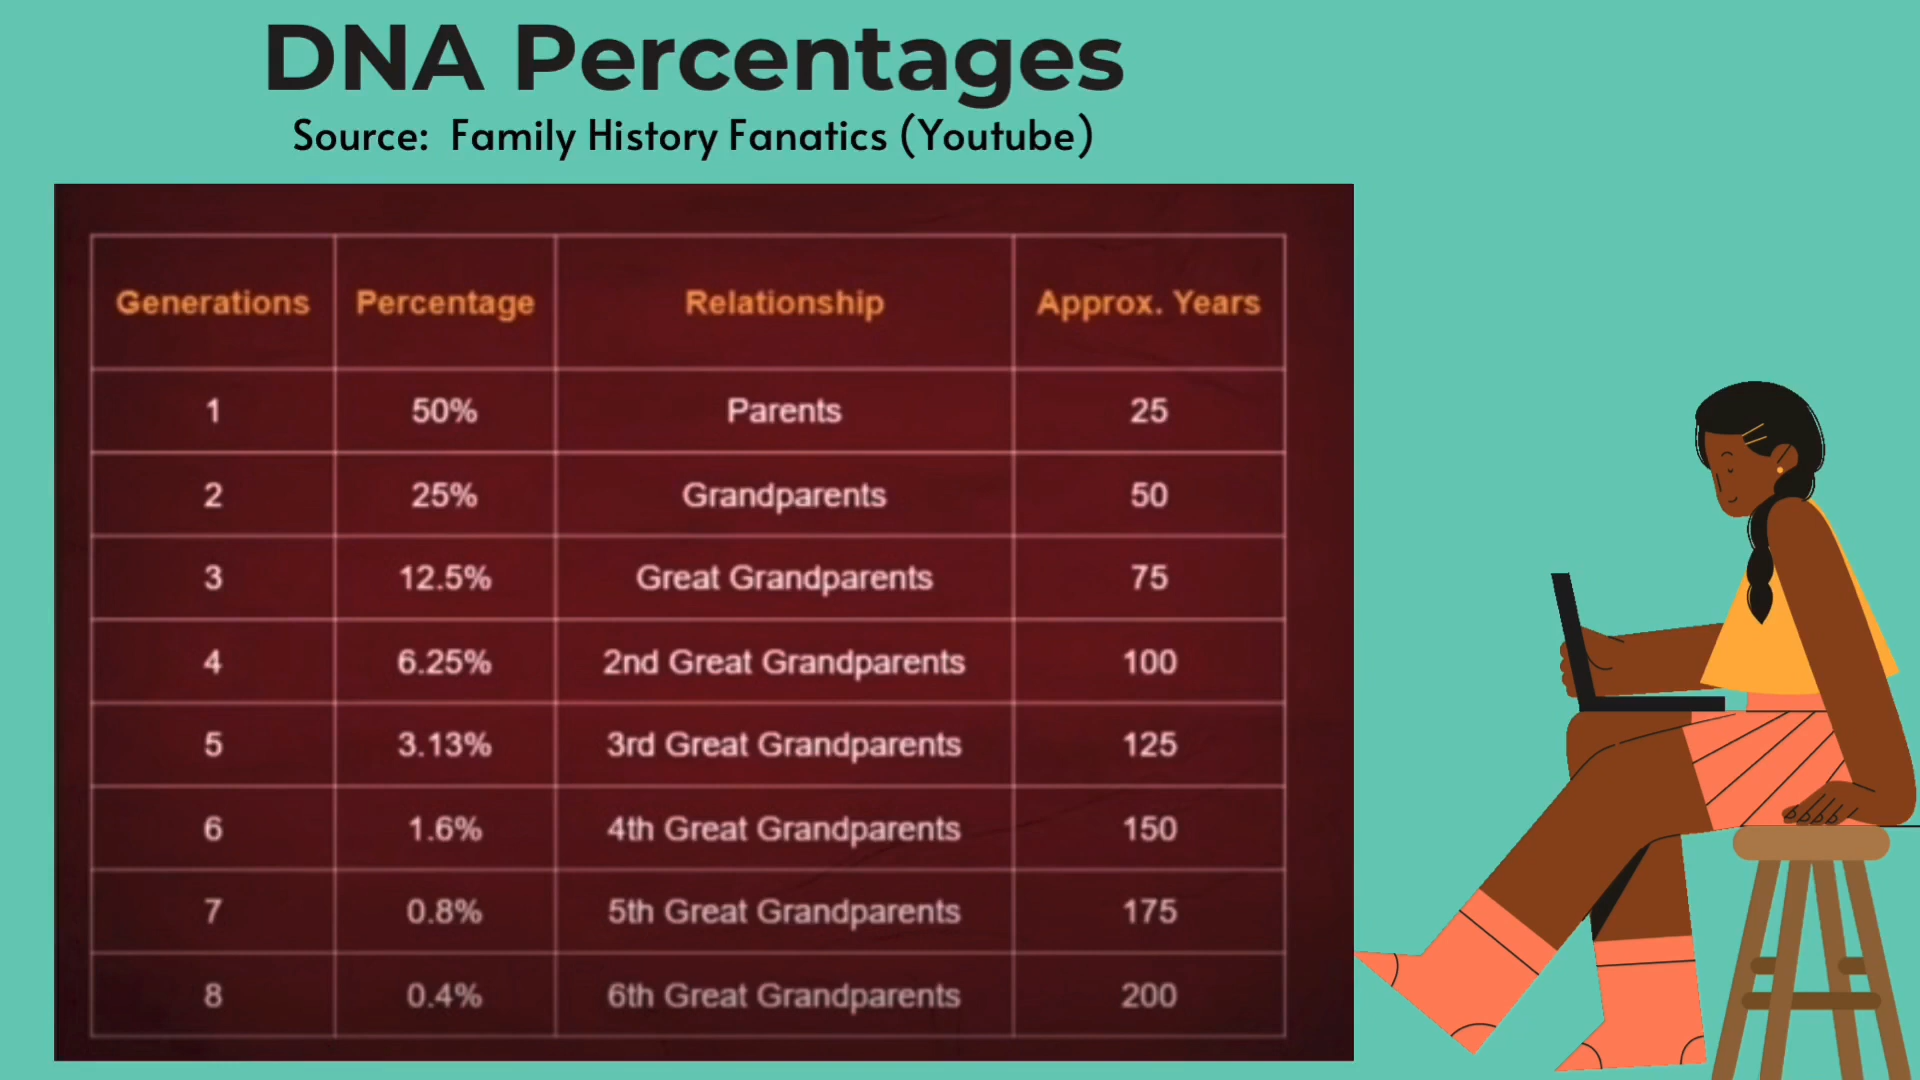 DNA Percentages
Source: Family History Fanatics (Youtube)
Generations Percentage Relationship Approx. Years
1 50% Parents 25
2 25% Grandparents 50
3 12.5% Great Grandparents 75
4 6.25% 2nd Great Grandparents 100
5 3.13% 3rd Great Grandparents 125
6 1.6% 4th Great Grandparents 150
7 0.8% 5th Great Grandparents 175
8 0.4% 6th Great Grandparents 200